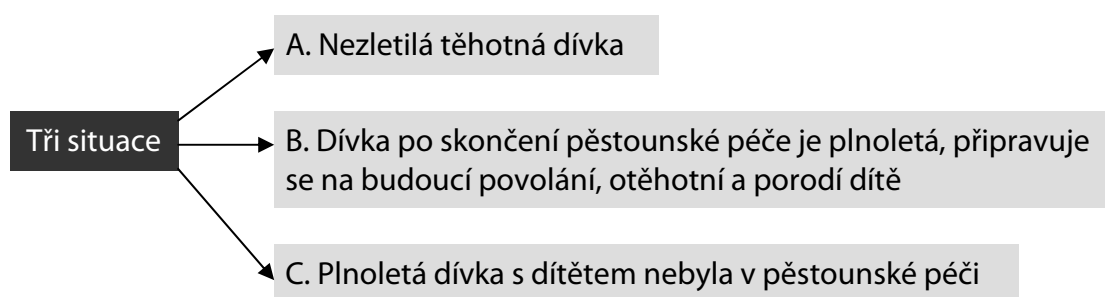 A. Nezletilá těhotná dívka
Tři situace
B. Dívka po skončení pěstounské péče je plnoletá, připravuje
se na budoucí povolání, otěhotní a porodí dítě
C. Plnoletá dívka s dítětem nebyla v pěstounské péči